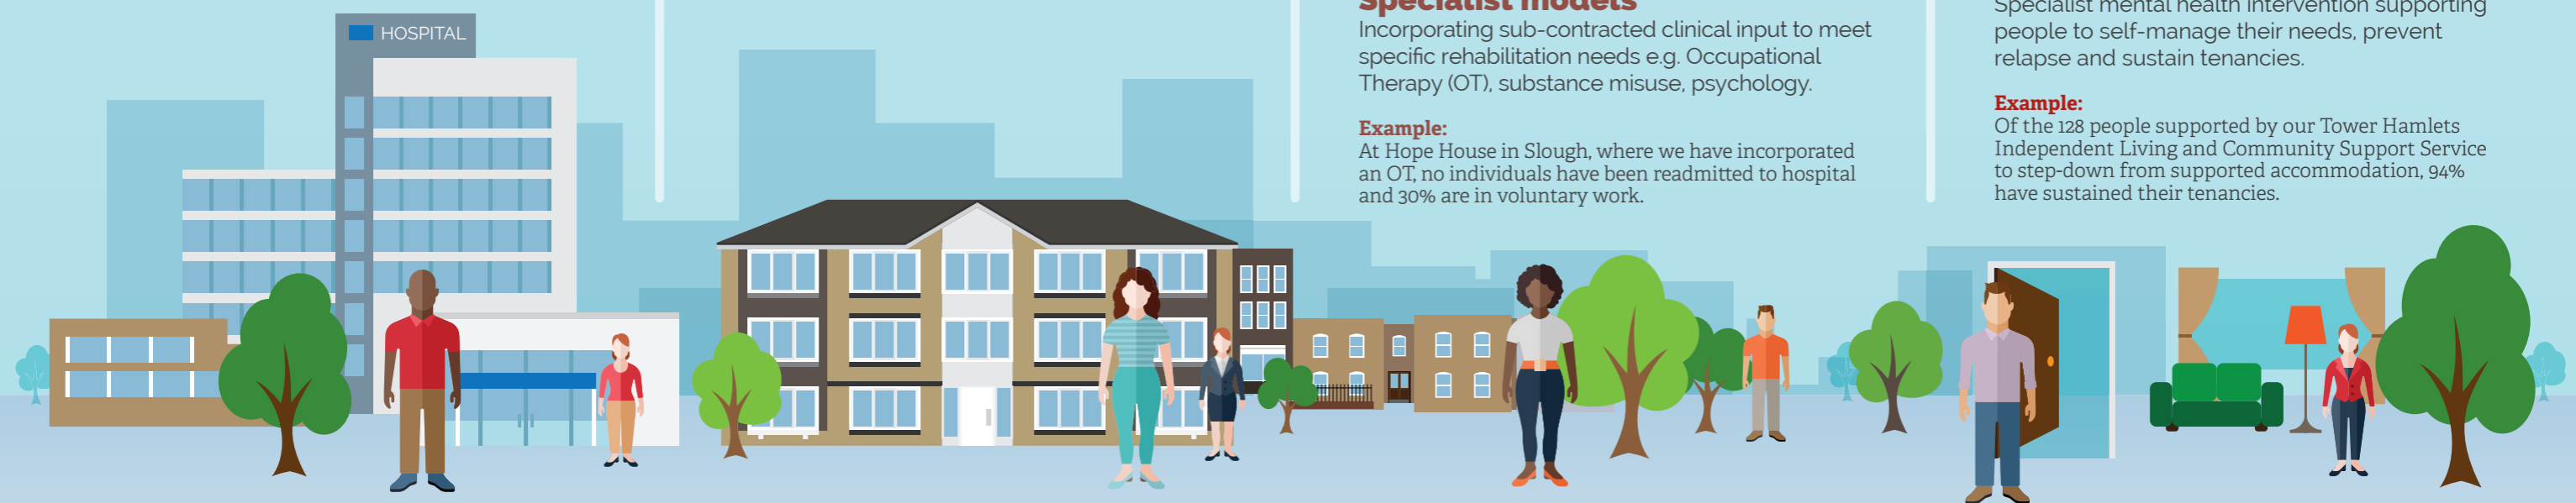 HOSPITAL
Specialist models
Incorporating sub-contracted clinical input to meet
specific rehabilitation needs e.g. Occupational
Therapy (OT), substance misuse, psychology.
Example:
At Hope House in Slough, where we have incorporated
an OT, no individuals have been readmitted to hospital
and 30% are in voluntary work.
Specialist mental health intervention supporting
people to self-manage their needs, prevent
relapse and sustain tenancies.
Example:
Of the 128 people supported by our Tower Hamlets
Independent Living and Community Support Service
to step-down from supported accommodation, 94%
have sustained their tenancies.